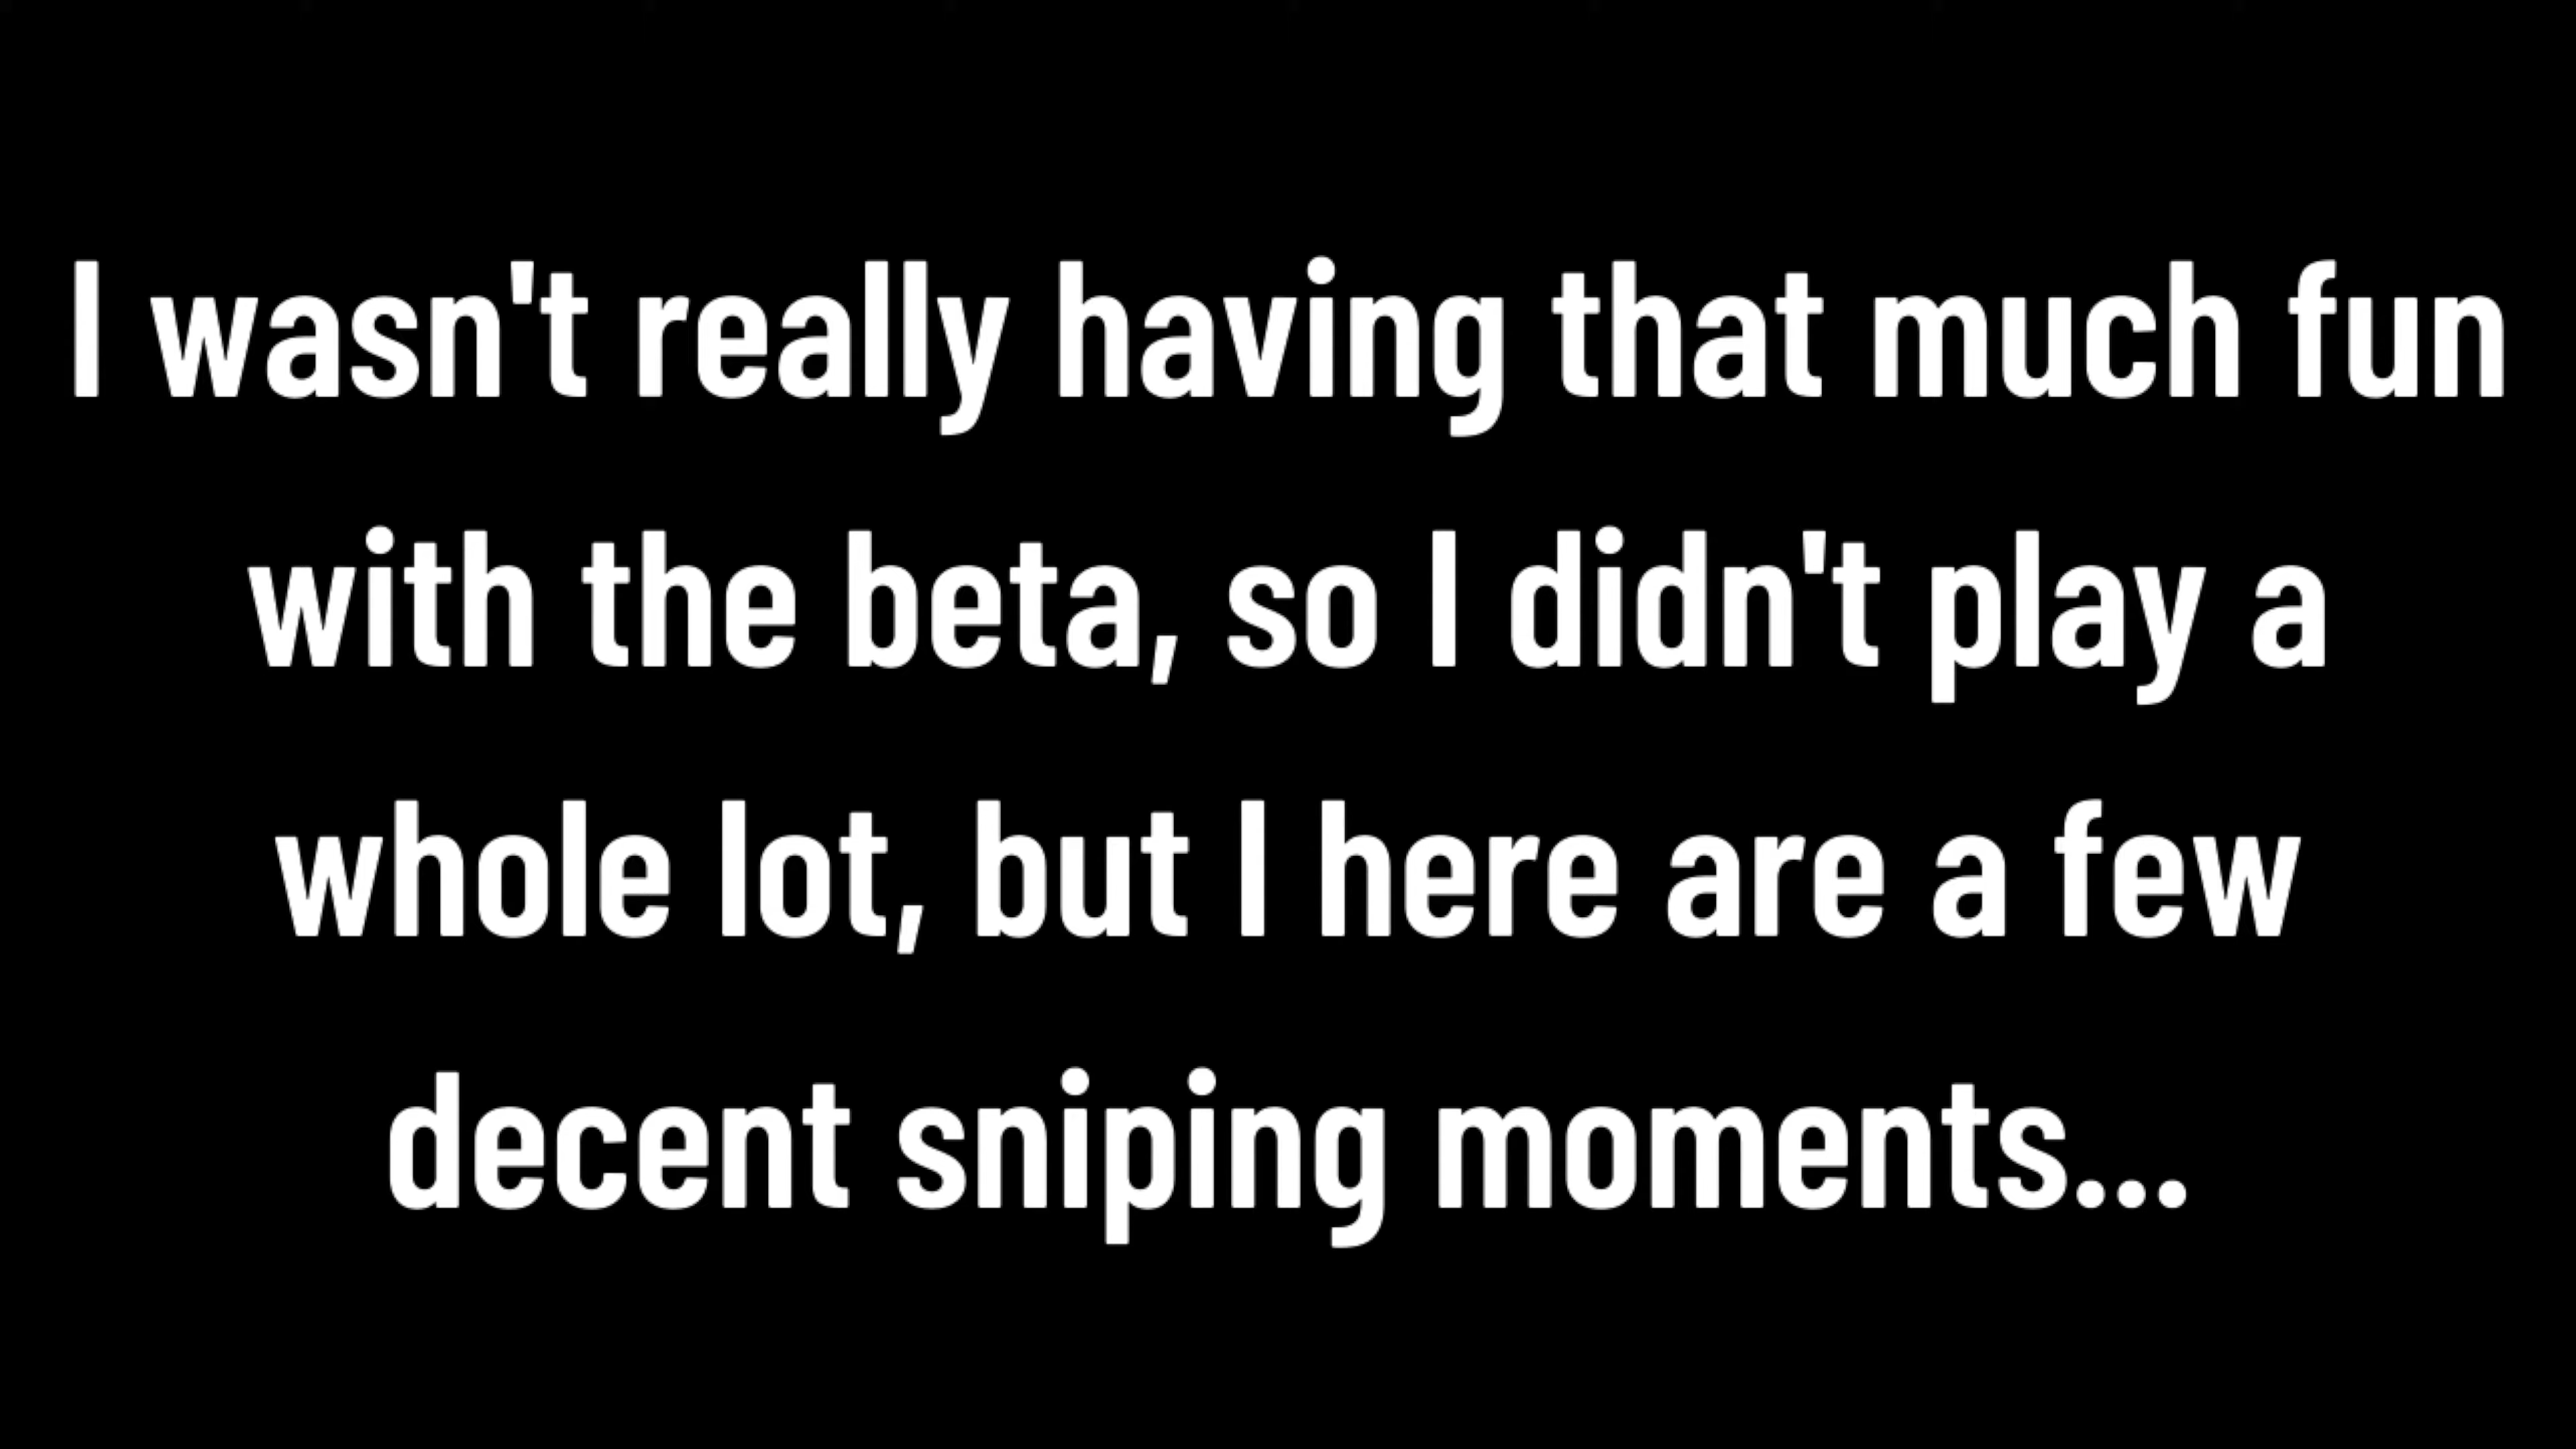 I wasn't really having that much fun
with the beta, so I didn't play a
whole lot, but I here are a few
decent sniping moments...